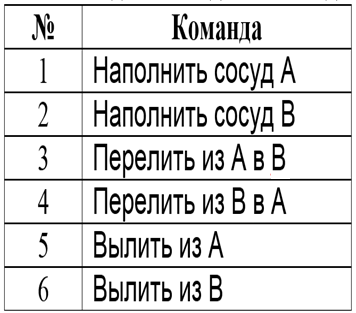 № Команда
1 Наполнить сосуд А
2 Наполнить сосуд В
3 Перелить из А в В
4 Перелить из В в А
5 Вылить из А
6 Вылить из В